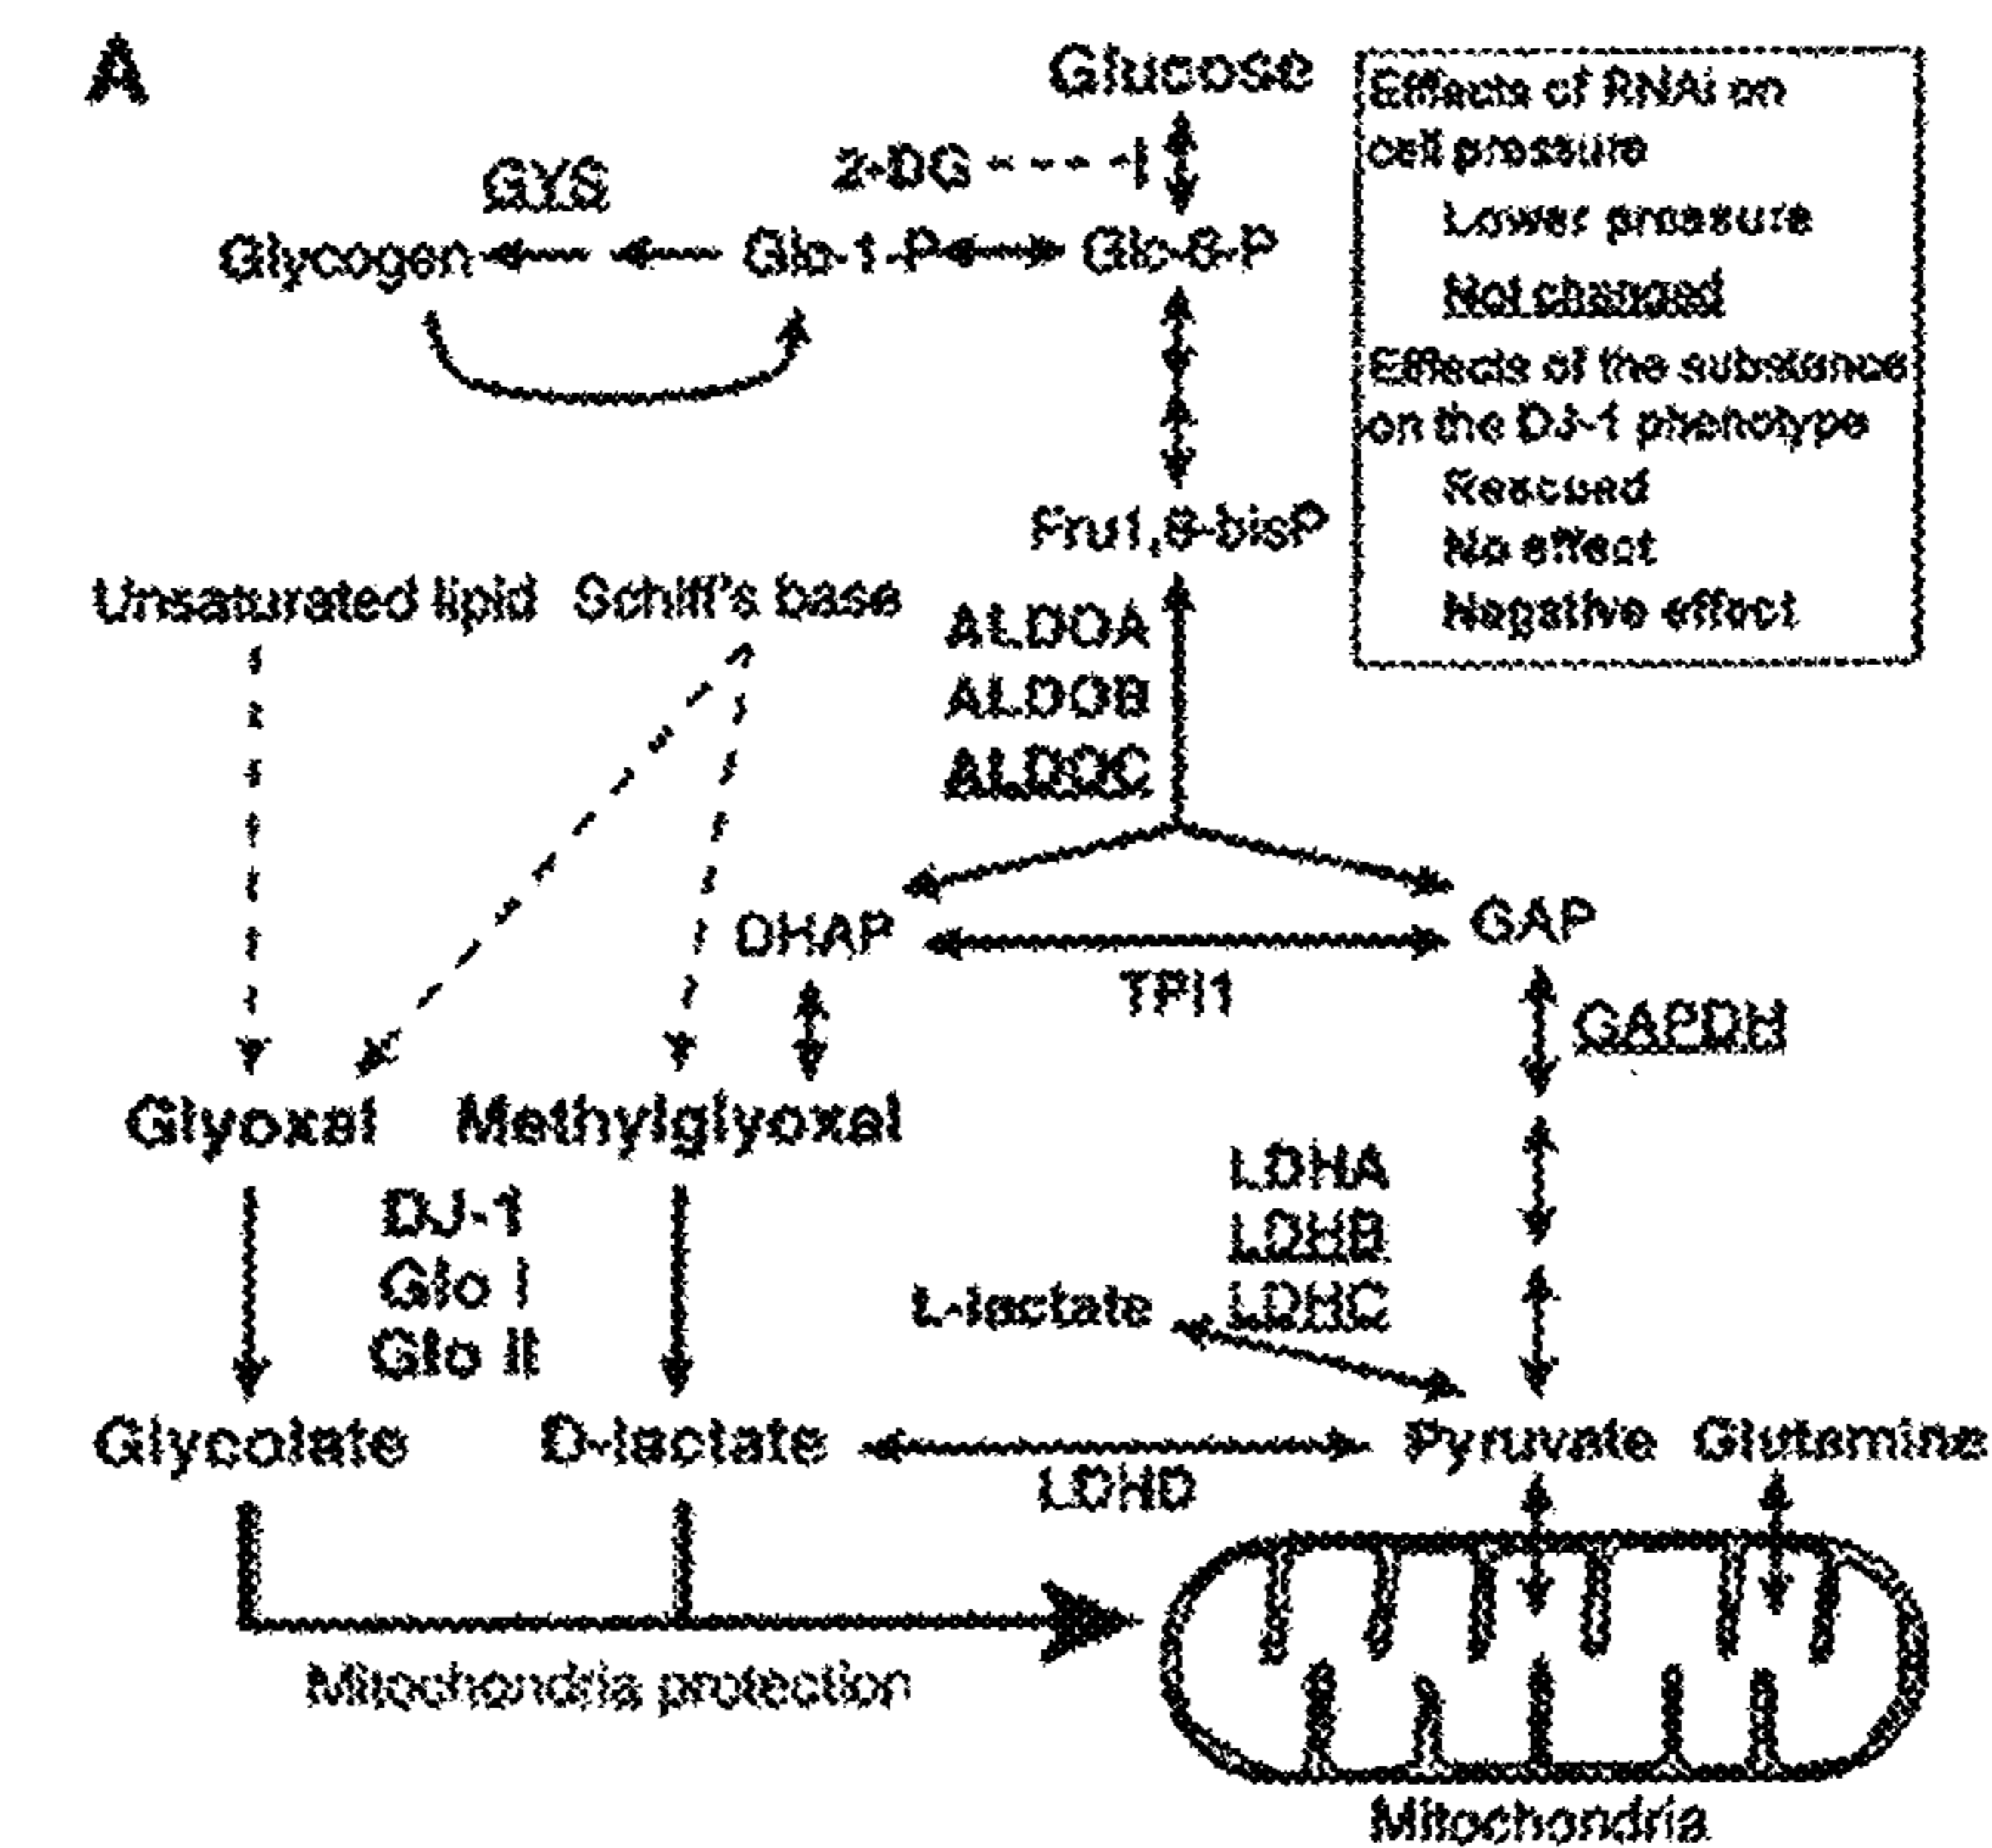 A
Glucose
2-DG
GYS
Glycogen
Glc-1-P
Glc-6-P
Effects of RNAi on
cell pressure
Lower pressure
Not changed
Effects of the substance
on the DJ-1 phenotype
Rescued
No effect
Negative effect
Fru1,6-bisP
Unsaturated lipid
Schiff's base
ALDOA
ALDOB
ALDOC
DHAP
GAP
TPI1
GAPDH
Glyoxal
Methylglyoxal
DJ-1
Glo I
Glo II
LDHA
LDHB
LDHC
L-lactate
Glycolate
D-lactate
LDHD
Pyruvate
Glutamine
Mitochondria protection
Mitochondria